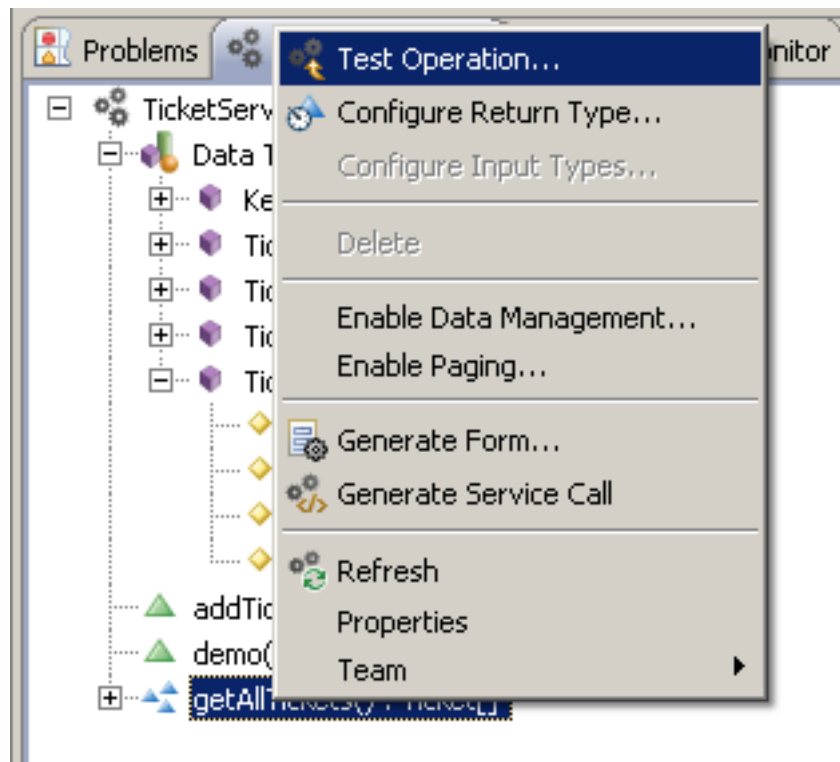 Problems
nitor
Test Operation...
TicketServ
Configure Return Type...
Data
Configure Input Types...
Ke
Tic
Delete
Tic
Enable Data Management...
Tic
Enable Paging...
Tic
Generate Form...
Generate Service Call
Refresh
addTic
Properties
demo(
Team
getAllTickets() : Ticket[]